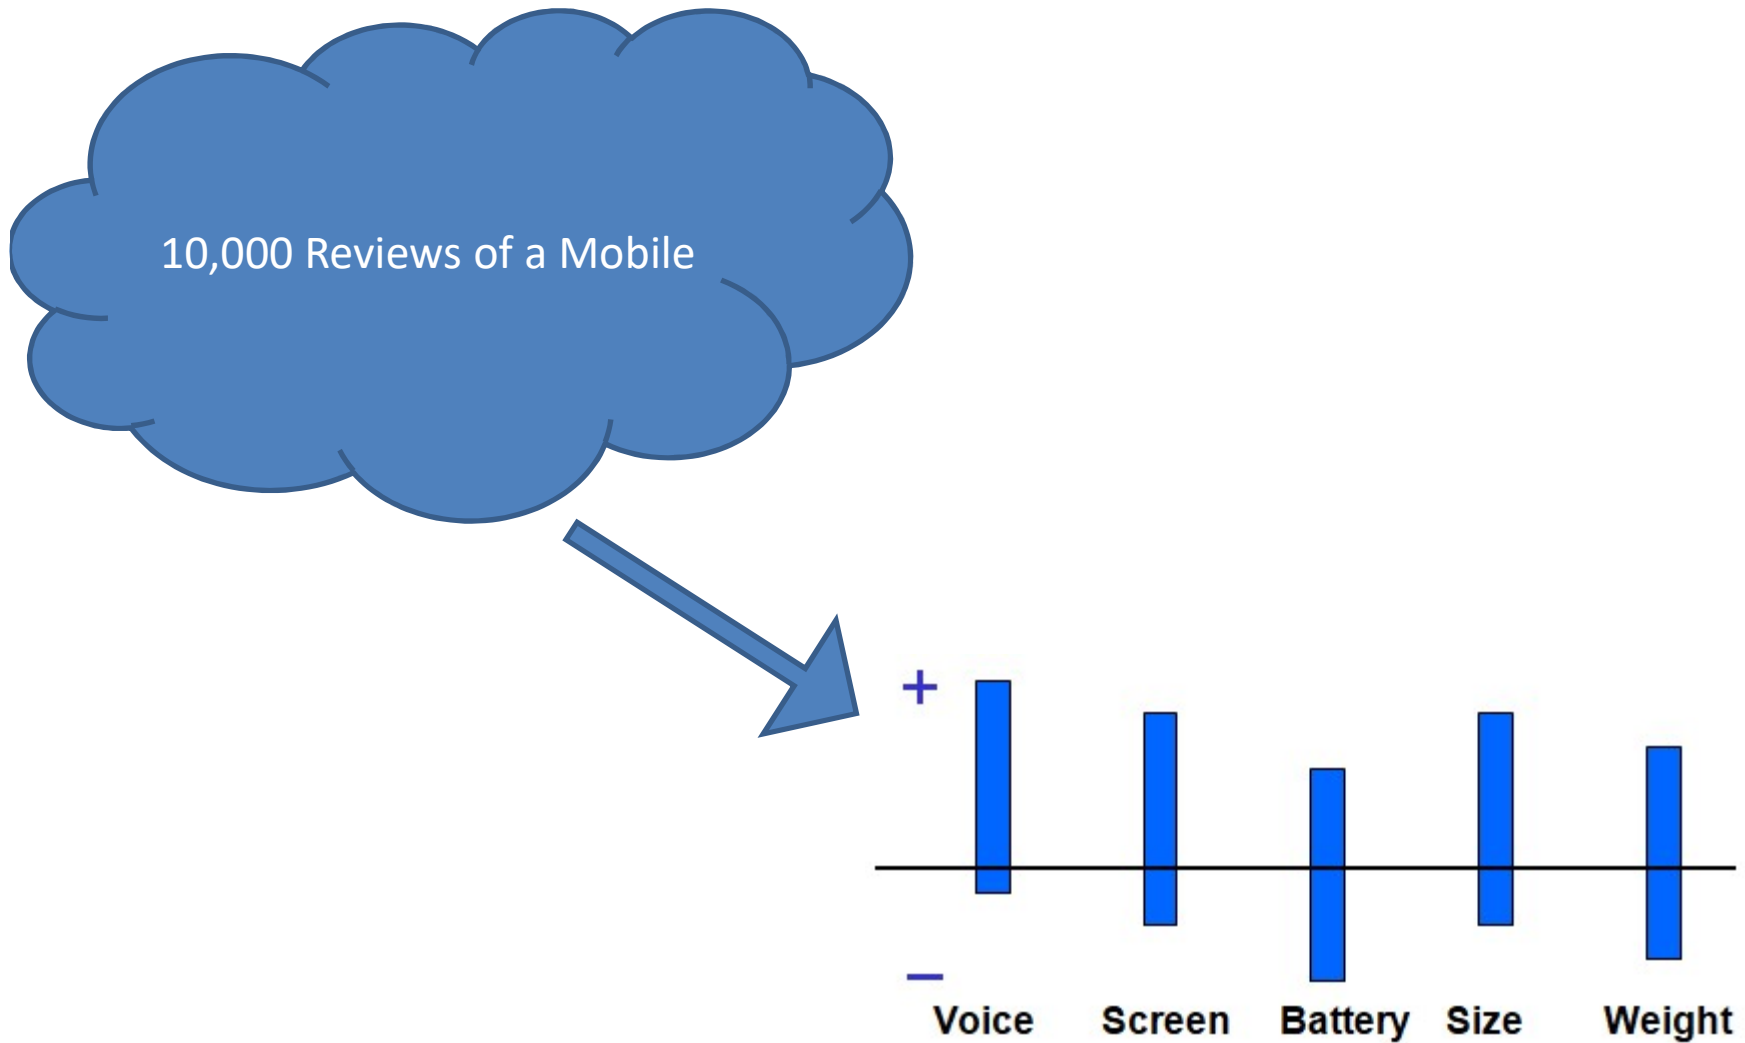 10,000 Reviews of a Mobile
+
–
Voice Screen Battery Size Weight